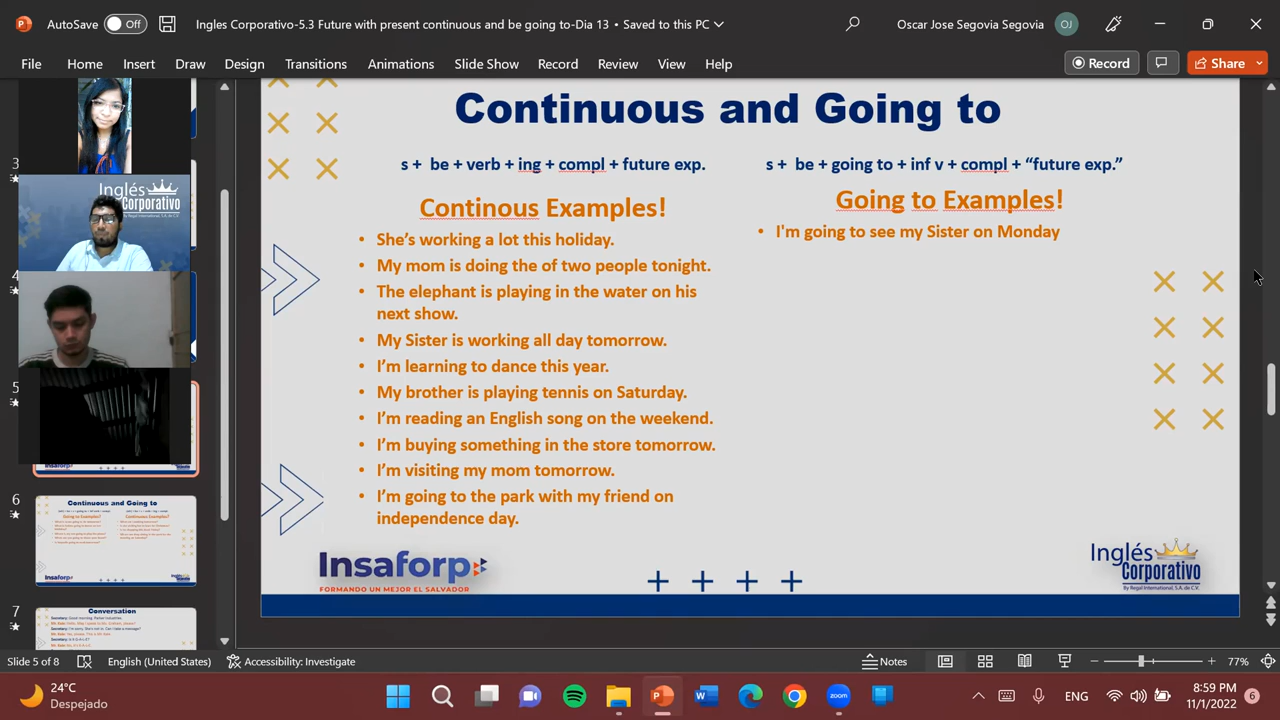 AutoSave Off Ingles Corporativo-5.3 Future with present continuous and be going to-Dia 13 • Saved to this PC Oscar Jose Segovia Segovia OJ
File Home Insert Draw Design Transitions Animations Slide Show Record Review View Help Record Share
3
4
5
6
7
Inglés
Corporativo
Continuous and Going to
s + be + verb + ing + compl + future exp.
s + be + going to + inf v + compl + “future exp.”
Continous Examples!
Going to Examples!
• She’s working a lot this holiday.
• My mom is doing the of two people tonight.
• The elephant is playing in the water on his
next show.
• My Sister is working all day tomorrow.
• I’m learning to dance this year.
• My brother is playing tennis on Saturday.
• I’m reading an English song on the weekend.
• I’m buying something in the store tomorrow.
• I’m visiting my mom tomorrow.
• I’m going to the park with my friend on
independence day.
• I'm going to see my Sister on Monday
Insaforp
FORMANDO UN MEJOR EL SALVADOR
Inglés
Corporativo
By Regal International, S.A. de C.V.
Continuous and Going to
Going to Examples!
Continuous Examples!
Insaforp
Conversation
Slide 5 of 8 English (United States) Accessibility: Investigate Notes 77%
24°C
Despejado
zoom
ENG
8:59 PM
11/1/2022
6